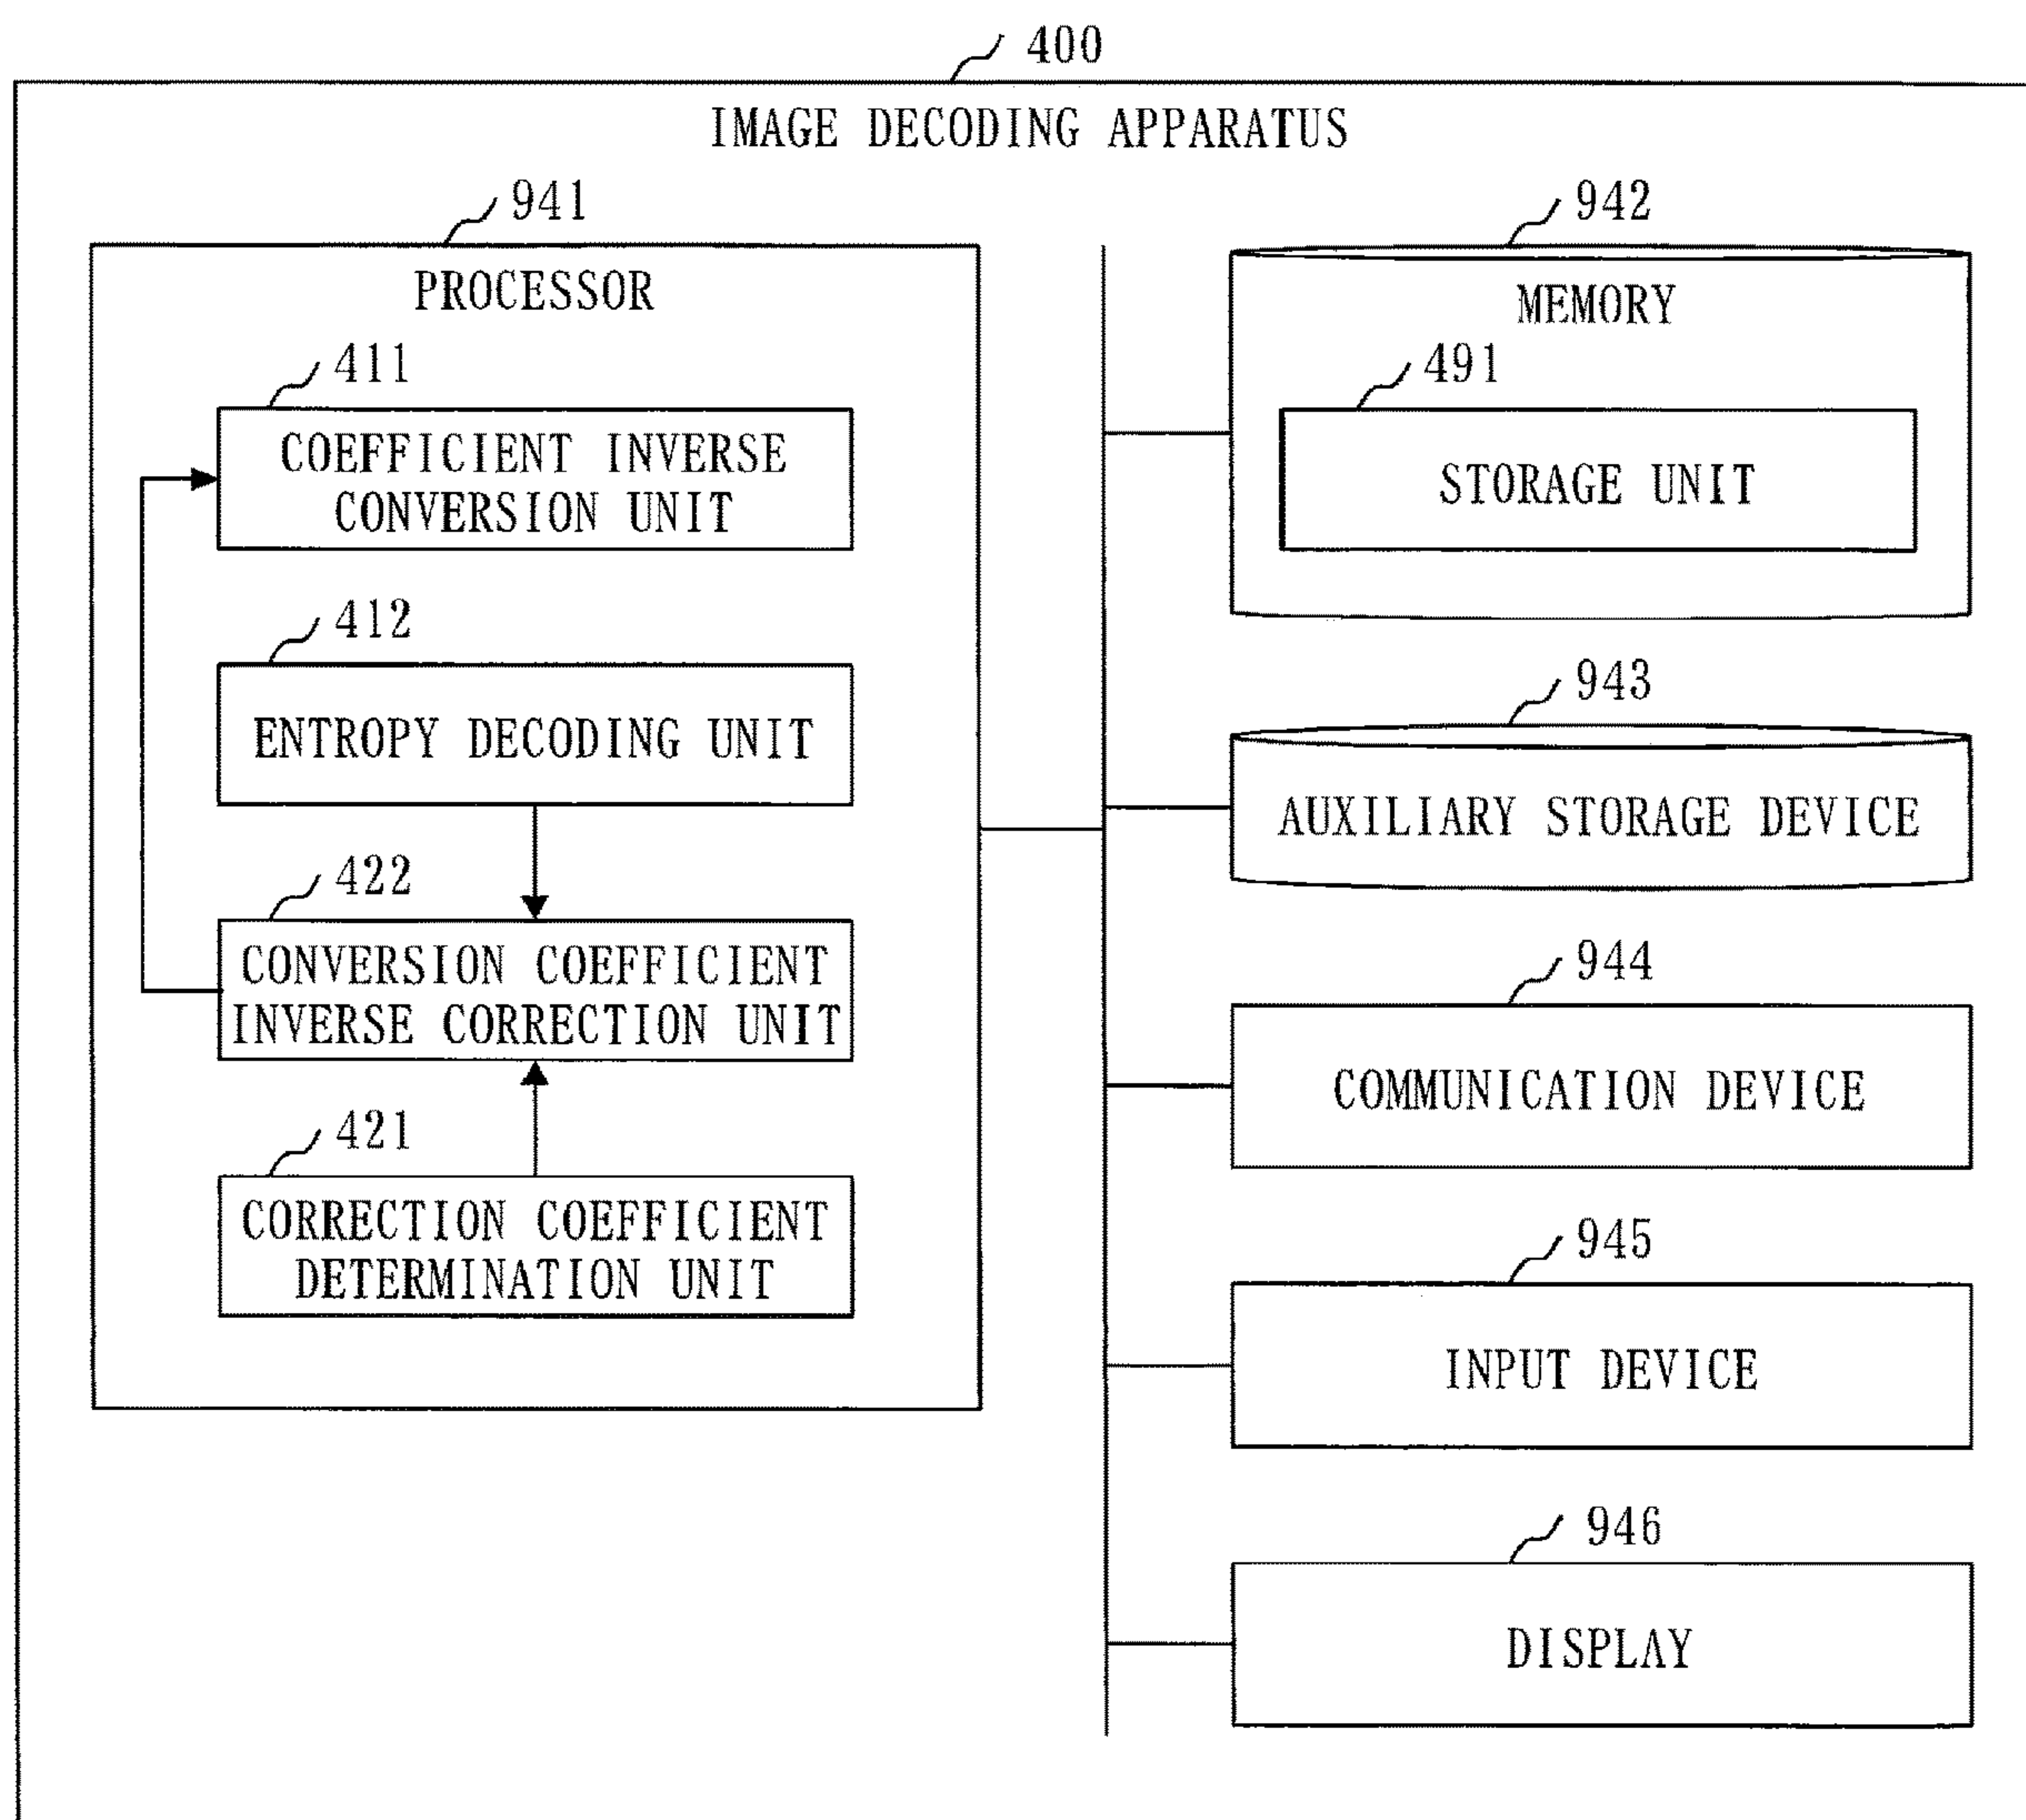 400
IMAGE DECODING APPARATUS
941
PROCESSOR
411
COEFFICIENT INVERSE
CONVERSION UNIT
412
ENTROPY DECODING UNIT
422
CONVERSION COEFFICIENT
INVERSE CORRECTION UNIT
421
CORRECTION COEFFICIENT
DETERMINATION UNIT
942
MEMORY
491
STORAGE UNIT
943
AUXILIARY STORAGE DEVICE
944
COMMUNICATION DEVICE
945
INPUT DEVICE
946
DISPLAY